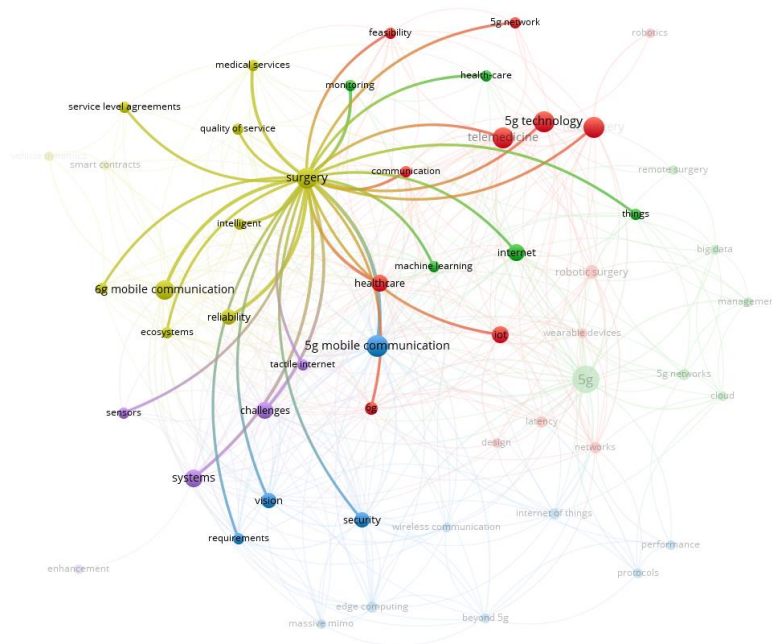 5g network
feasibility
robotics
medical services
health-care
monitoring
service level agreements
5g technology
quality of service
telemedicine
smart contracts
communication
remote surgery
surgery
things
intelligent
internet
big data
machine learning
robotic surgery
healthcare
6g mobile communication
management
reliability
ecosystems
wearable devices
iot
5g mobile communication
tactile internet
5g
5g networks
cloud
6g
challenges
sensors
latency
design
networks
systems
vision
internet of things
security
wireless communication
requirements
performance
enhancement
protocols
edge computing
beyond 5g
massive mimo